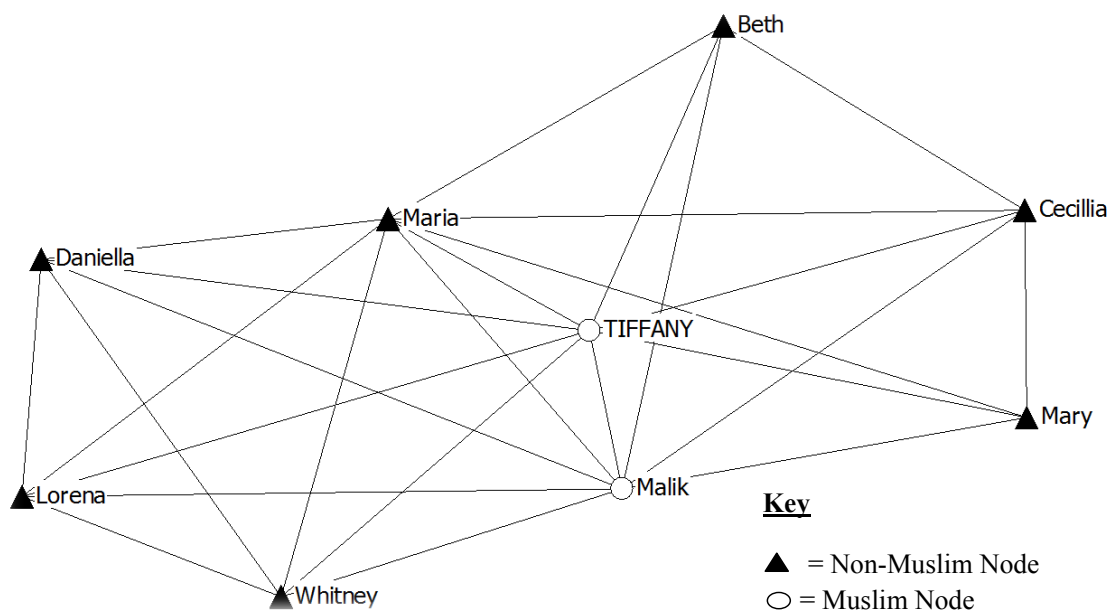 Beth
Cecillia
Maria
Daniella
TIFFANY
Mary
Malik
Lorena
Whitney
Key
= Non-Muslim Node
= Muslim Node